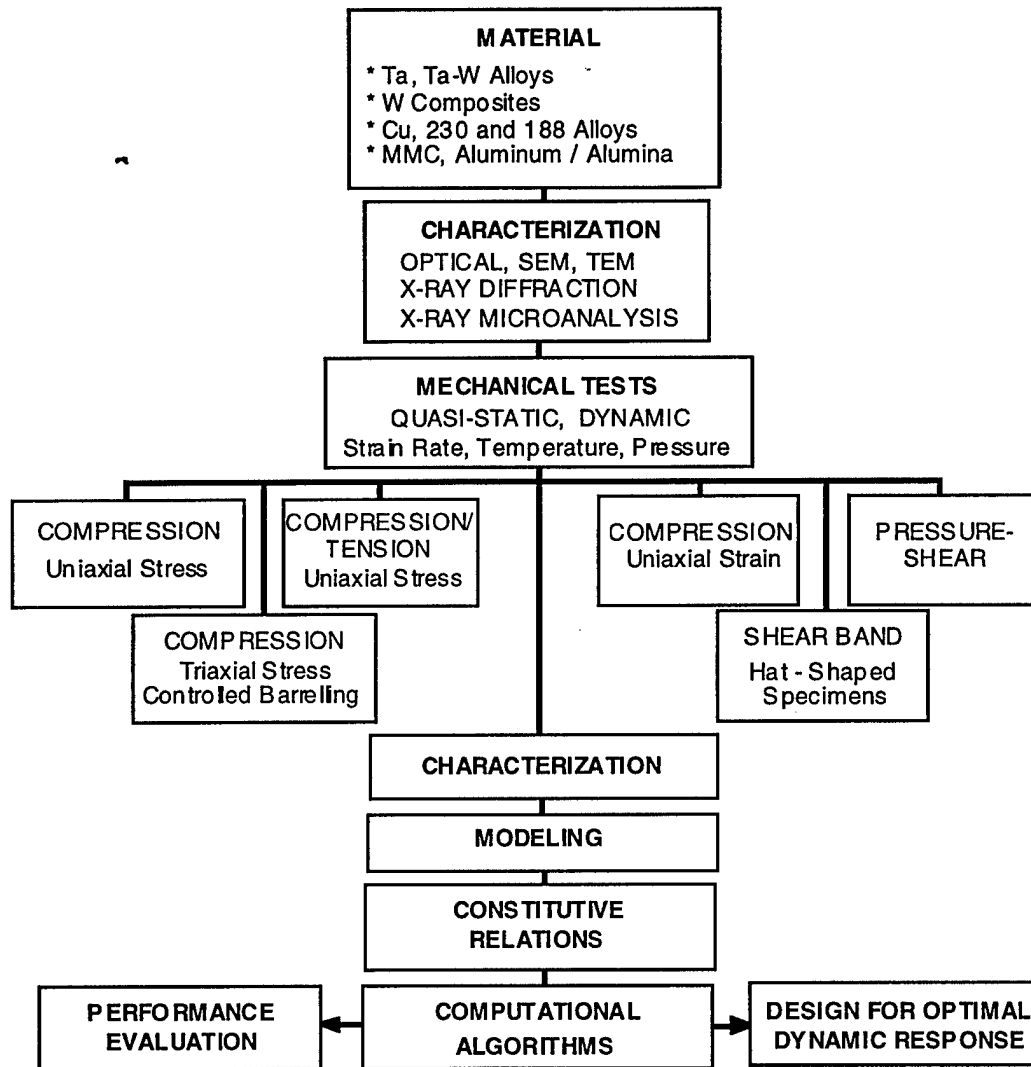 MATERIAL
* Ta, Ta-W Alloys
* W Composites
* Cu, 230 and 188 Alloys
* MMC, Aluminum / Alumina
CHARACTERIZATION
OPTICAL, SEM, TEM
X-RAY DIFFRACTION
X-RAY MICROANALYSIS
MECHANICAL TESTS
QUASI-STATIC, DYNAMIC
Strain Rate, Temperature, Pressure
COMPRESSION
Uniaxial Stress
COMPRESSION/
TENSION
Uniaxial Stress
COMPRESSION
Uniaxial Strain
PRESSURE-
SHEAR
COMPRESSION
Triaxial Stress
Controlled Barrelling
SHEAR BAND
Hat - Shaped
Specimens
CHARACTERIZATION
MODELING
CONSTITUTIVE
RELATIONS
PERFORMANCE
EVALUATION
COMPUTATIONAL
ALGORITHMS
DESIGN FOR OPTIMAL
DYNAMIC RESPONSE